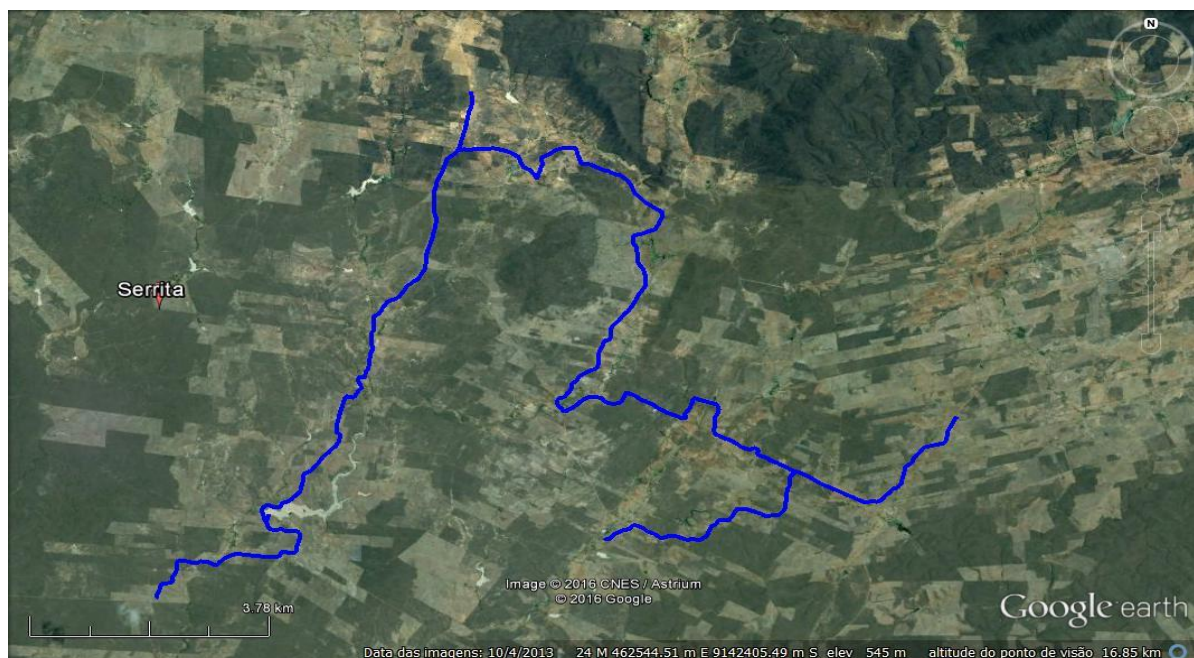 N
Serrita
Image © 2016 CNES / Astrium
© 2016 Google
3.78 km
Google earth
Data das imagens: 10/4/2013 24 M 462544.51 m E 9142405.49 m S elev 545 m altitude do ponto de visão 16.85 km